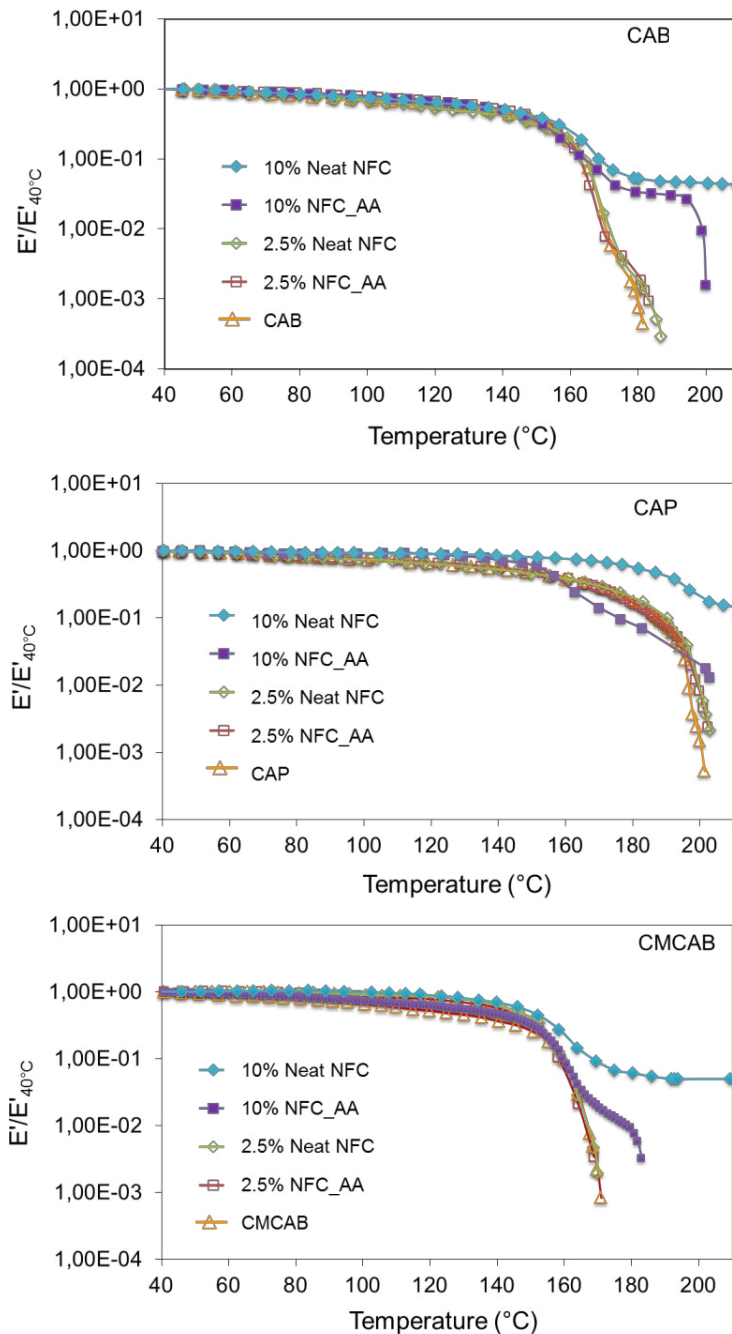 1,00E+01
CAB
1,00E+00
1,00E-01
1,00E-02
1,00E-03
1,00E-04
E'/E'40°C
10% Neat NFC
10% NFC_AA
2.5% Neat NFC
2.5% NFC_AA
CAB
40 60 80 100 120 140 160 180 200
Temperature (°C)
1,00E+01
CAP
1,00E+00
1,00E-01
1,00E-02
1,00E-03
1,00E-04
E'/E'40°C
10% Neat NFC
10% NFC_AA
2.5% Neat NFC
2.5% NFC_AA
CAP
40 60 80 100 120 140 160 180 200
Temperature (°C)
1,00E+01
CMCAB
1,00E+00
1,00E-01
1,00E-02
1,00E-03
1,00E-04
E'/E'40°C
10% Neat NFC
10% NFC_AA
2.5% Neat NFC
2.5% NFC_AA
CMCAB
40 60 80 100 120 140 160 180 200
Temperature (°C)